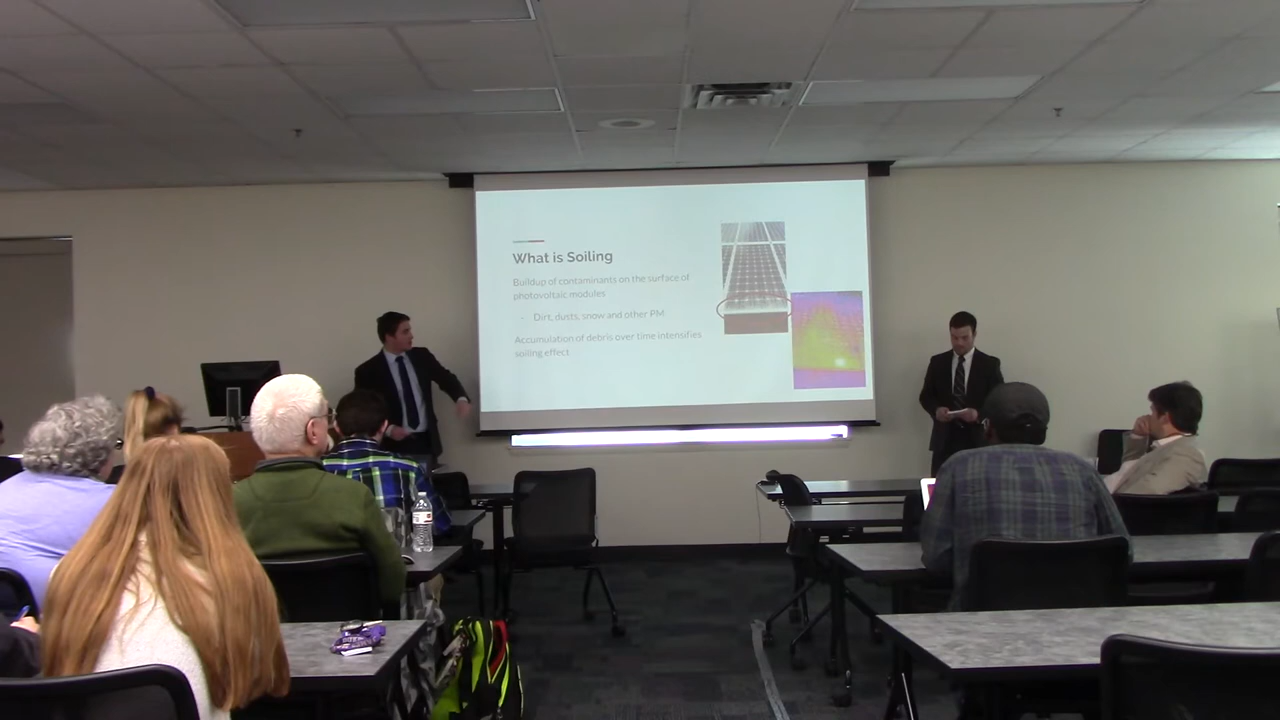 What is Soiling
Buildup of contaminants on the surface of
photovoltaic modules
- Dirt, dusts, snow and other PM
Accumulation of debris over time intensifies
soiling effect